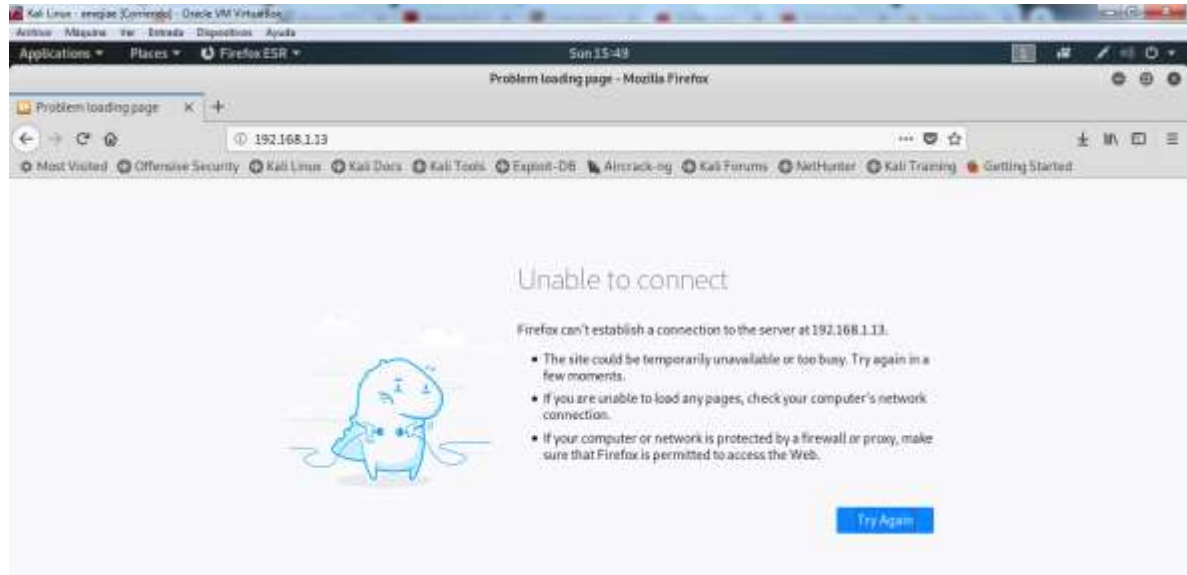 Kali Linux - [Corriendo] - Oracle VM VirtualBox
Archivo Máquina Ver Entrada Dispositivos Ayuda
Applications Places Firefox ESR Sun 15:49
Problem loading page - Mozilla Firefox
Problem loading page
192.168.1.13
Most Visited Offensive Security Kali Linux Kali Docs Kali Tools Exploit-DB Aircrack-ng Kali Forums NetHunter Kali Training Getting Started
Unable to connect
Firefox can't establish a connection to the server at 192.168.1.13.
• The site could be temporarily unavailable or too busy. Try again in a
few moments.
• If you are unable to load any pages, check your computer's network
connection.
• If your computer or network is protected by a firewall or proxy, make
sure that Firefox is permitted to access the Web.
Try Again